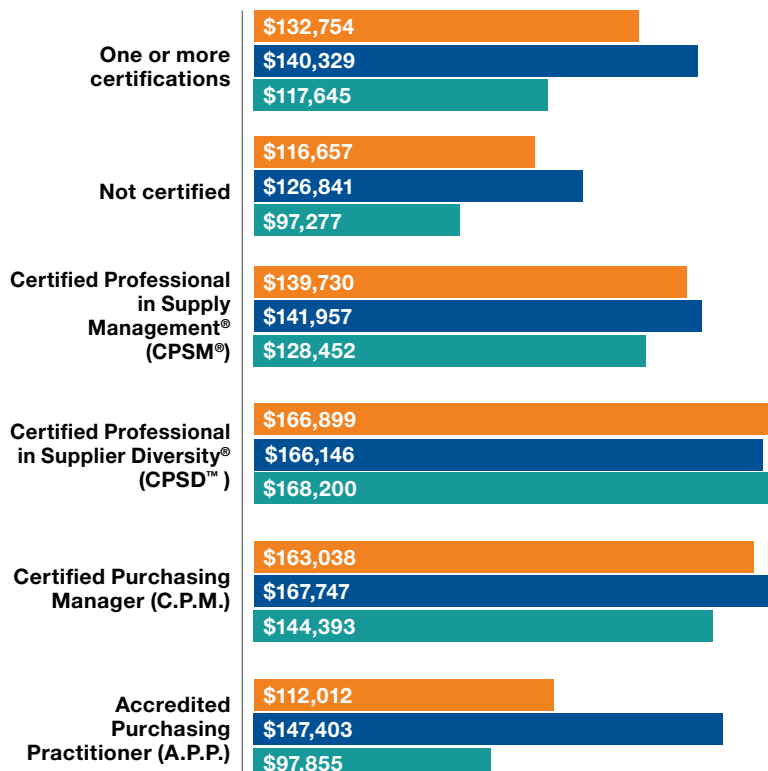 One or more
certifications
$132,754
$140,329
$117,645
Not certified
$116,657
$126,841
$97,277
Certified Professional
in Supply
Management®
(CPSM®)
$139,730
$141,957
$128,452
Certified Professional
in Supplier Diversity®
(CPSD™ )
$166,899
$166,146
$168,200
Certified Purchasing
Manager (C.P.M.)
$163,038
$167,747
$144,393
Accredited
Purchasing
Practitioner (A.P.P.)
$112,012
$147,403
$97,855